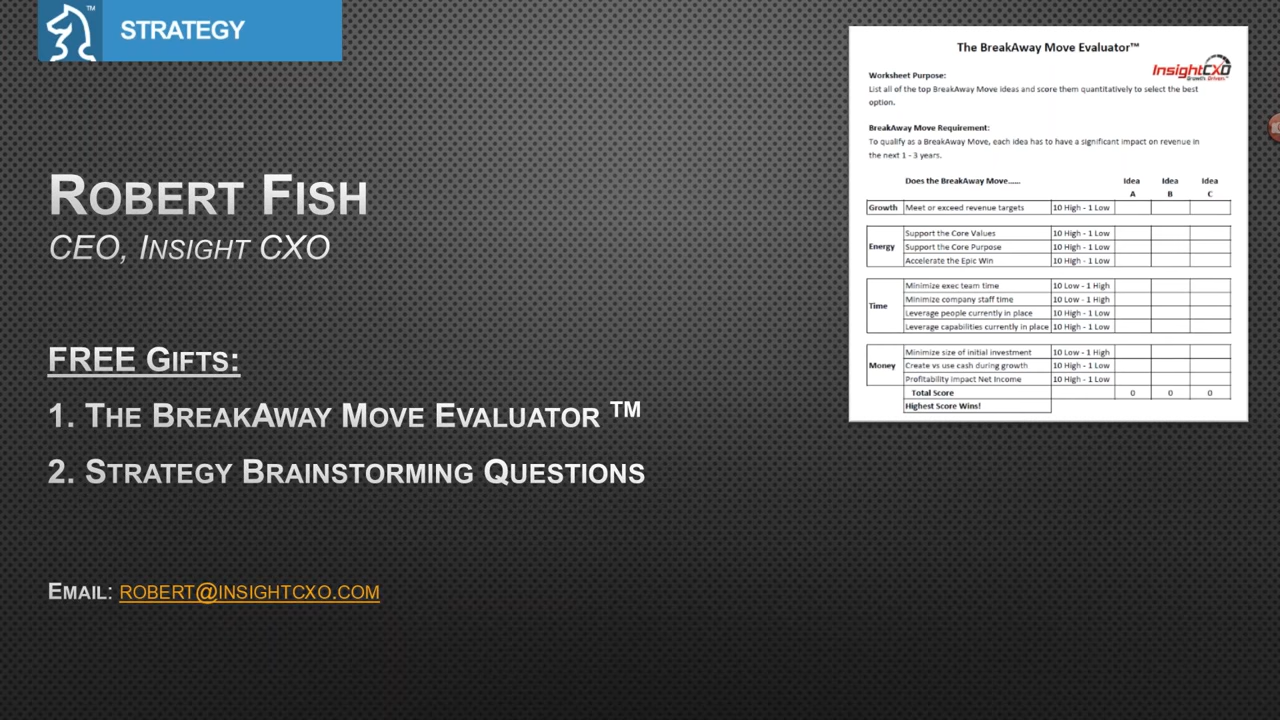 ™
STRATEGY
ROBERT FISH
CEO, INSIGHT CXO
FREE GIFTS:
1. THE BREAKAWAY MOVE EVALUATOR TM
2. STRATEGY BRAINSTORMING QUESTIONS
EMAIL: ROBERT@INSIGHTCXO.COM
The BreakAway Move Evaluator™
InsightCXO
Growth Driven
Worksheet Purpose:
List all of the top BreakAway Move ideas and score them quantitatively to select the best
option.
BreakAway Move Requirement:
To qualify as a BreakAway Move, each idea has to have a significant impact on revenue in
the next 1 - 3 years.
Does the BreakAway Move...... Idea Idea Idea
A B C
Growth Meet or exceed revenue targets 10 High - 1 Low
Support the Core Values 10 High - 1 Low
Energy Support the Core Purpose 10 High - 1 Low
Accelerate the Epic Win 10 High - 1 Low
Minimize exec team time 10 Low - 1 High
Minimize company staff time 10 Low - 1 High
Time
Leverage people currently in place 10 High - 1 Low
Leverage capabilities currently in place 10 High - 1 Low
Minimize size of initial investment 10 Low - 1 High
Money Create vs use cash during growth 10 High - 1 Low
Profitability Impact Net Income 10 High - 1 Low
Total Score 0 0 0
Highest Score Wins!